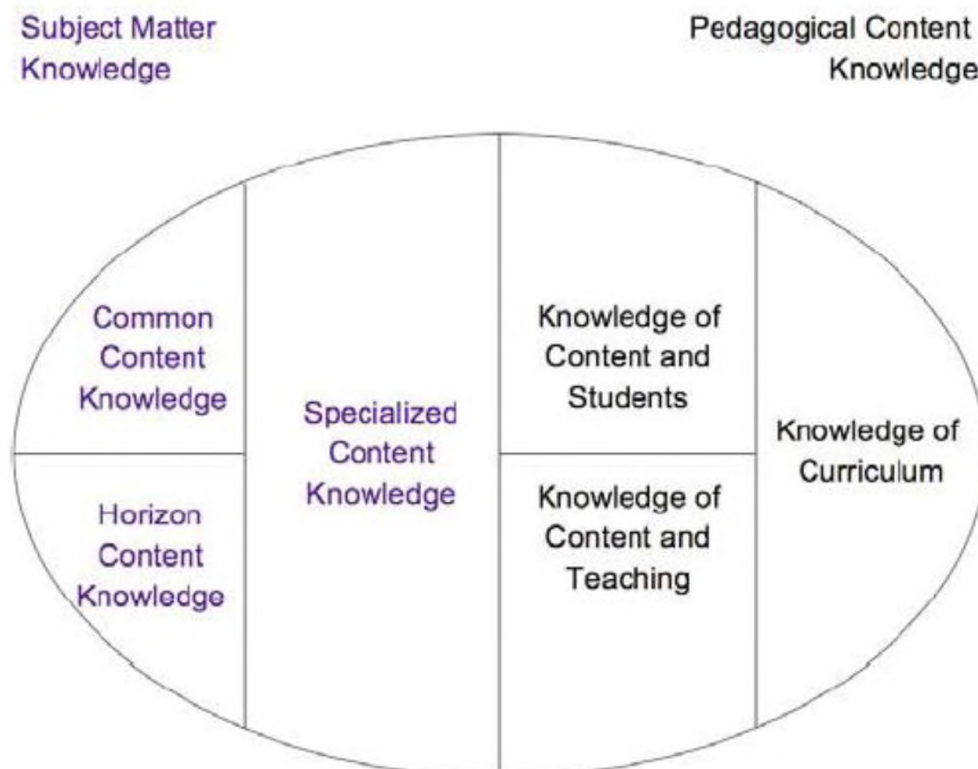 Subject Matter
Knowledge
Pedagogical Content
Knowledge
Common
Content
Knowledge
Horizon
Content
Knowledge
Specialized
Content
Knowledge
Knowledge of
Content and
Students
Knowledge of
Content and
Teaching
Knowledge of
Curriculum